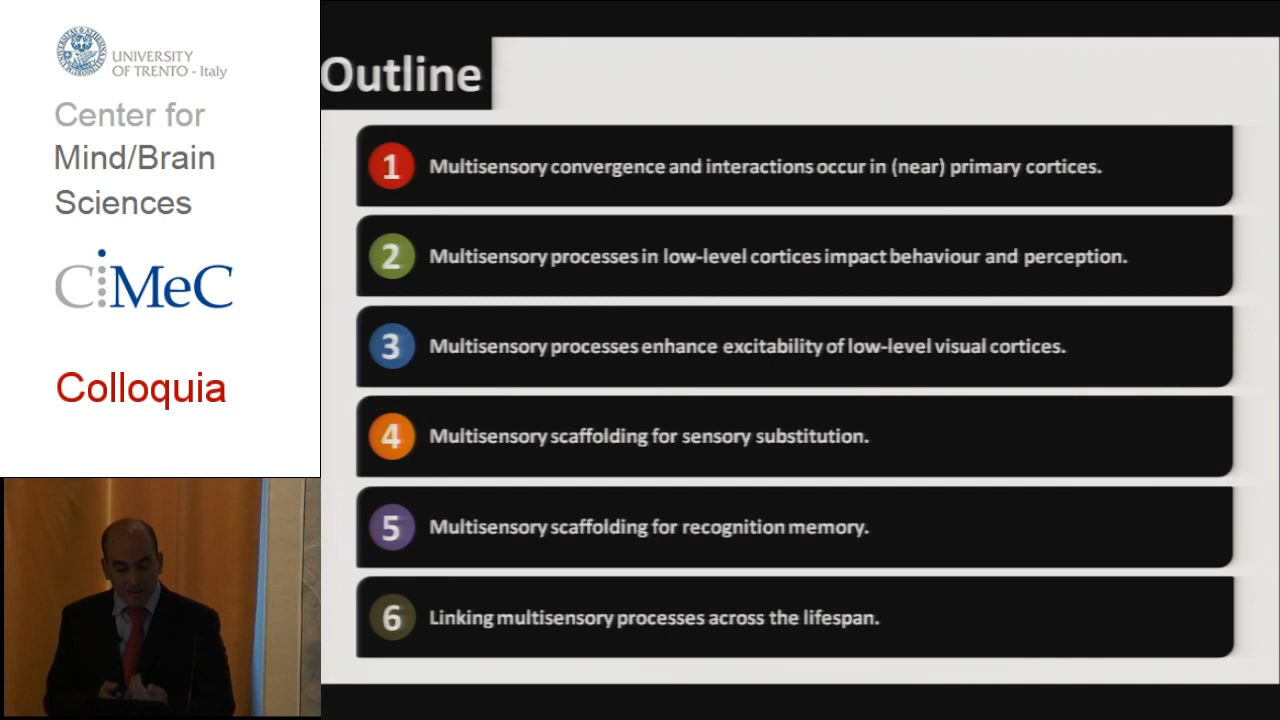 UNIVERSITY
OF TRENTO - Italy
Center for
Mind/Brain
Sciences
CiMeC
Colloquia
Outline
1 Multisensory convergence and interactions occur in (near) primary cortices.
2 Multisensory processes in low-level cortices impact behaviour and perception.
3 Multisensory processes enhance excitability of low-level visual cortices.
4 Multisensory scaffolding for sensory substitution.
5 Multisensory scaffolding for recognition memory.
6 Linking multisensory processes across the lifespan.